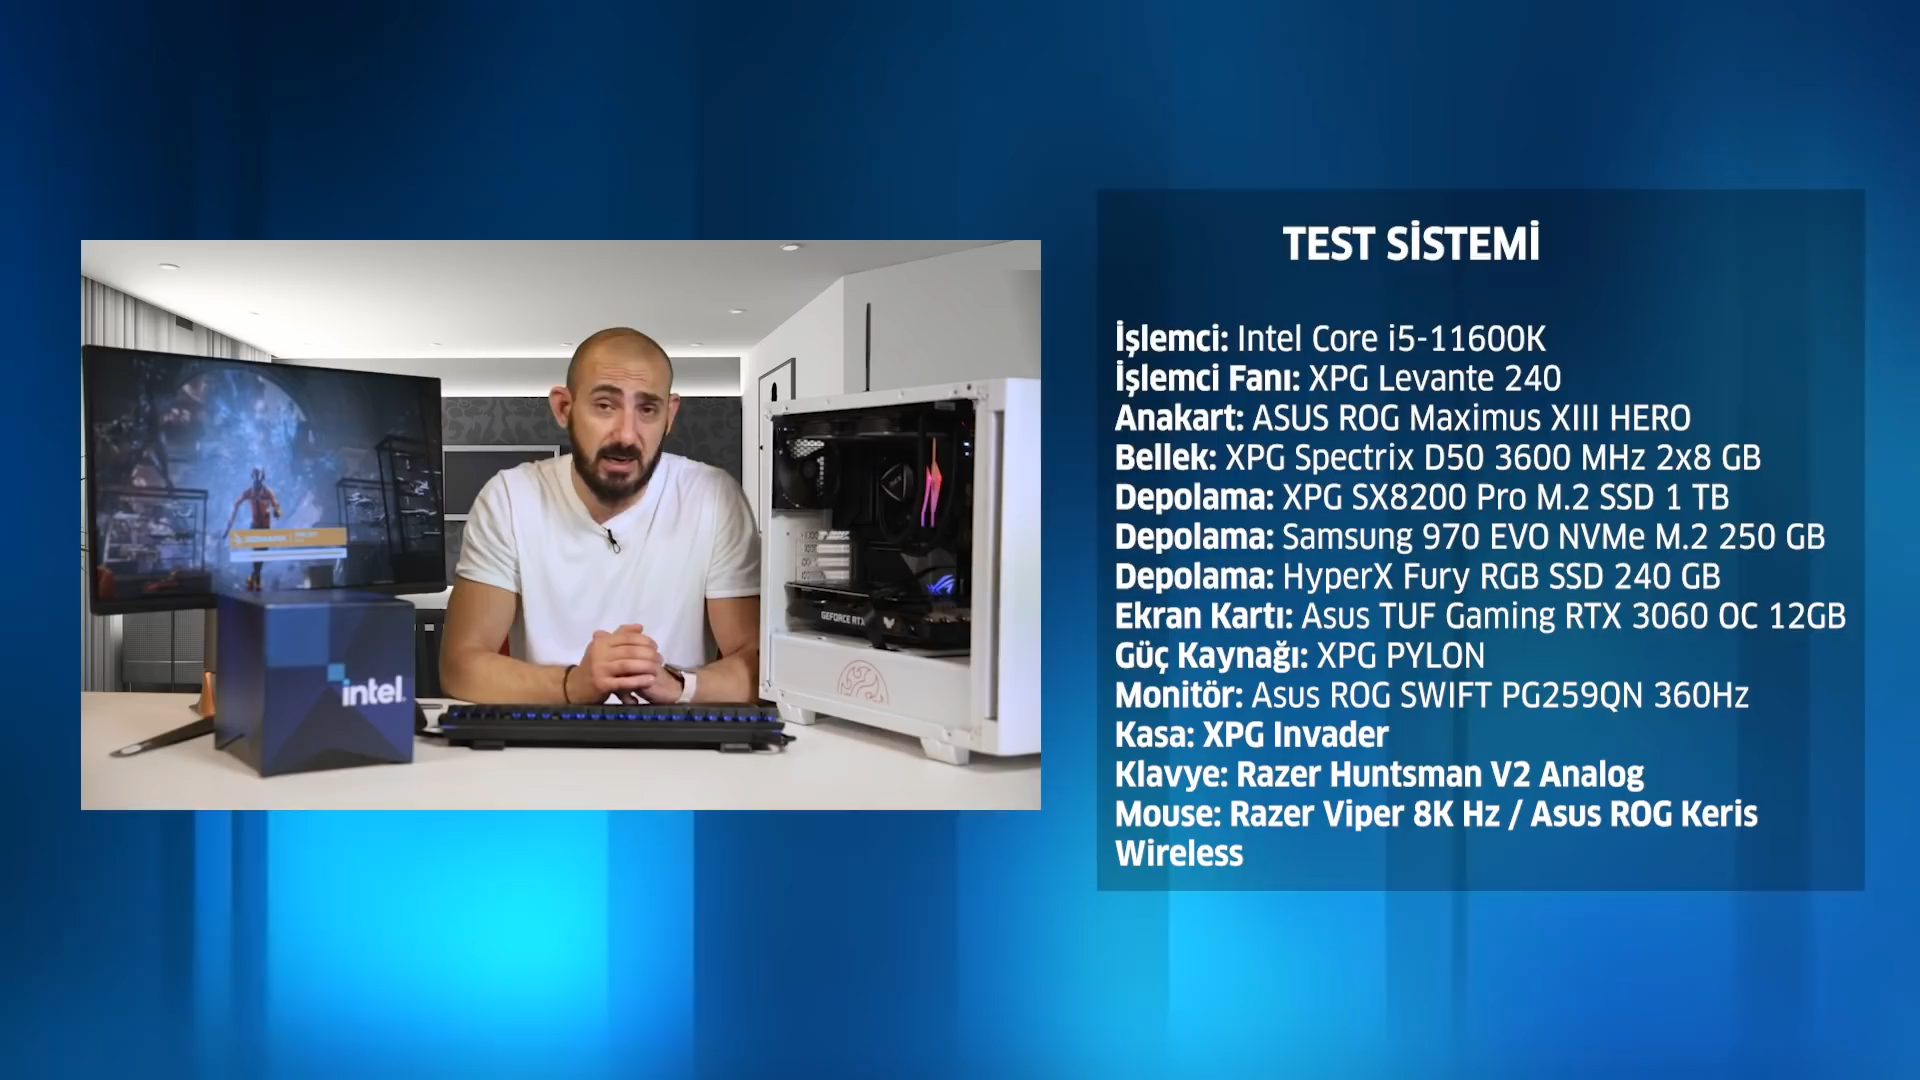 TEST SİSTEMİ
İşlemci: Intel Core i5-11600K
İşlemci Fanı: XPG Levante 240
Anakart: ASUS ROG Maximus XIII HERO
Bellek: XPG Spectrix D50 3600 MHz 2x8 GB
Depolama: XPG SX8200 Pro M.2 SSD 1 TB
Depolama: Samsung 970 EVO NVMe M.2 250 GB
Depolama: HyperX Fury RGB SSD 240 GB
Ekran Kartı: Asus TUF Gaming RTX 3060 OC 12GB
Güç Kaynağı: XPG PYLON
Monitör: Asus ROG SWIFT PG259QN 360Hz
Kasa: XPG Invader
Klavye: Razer Huntsman V2 Analog
Mouse: Razer Viper 8K Hz / Asus ROG Keris
Wireless
intel
GEFORCE RTX